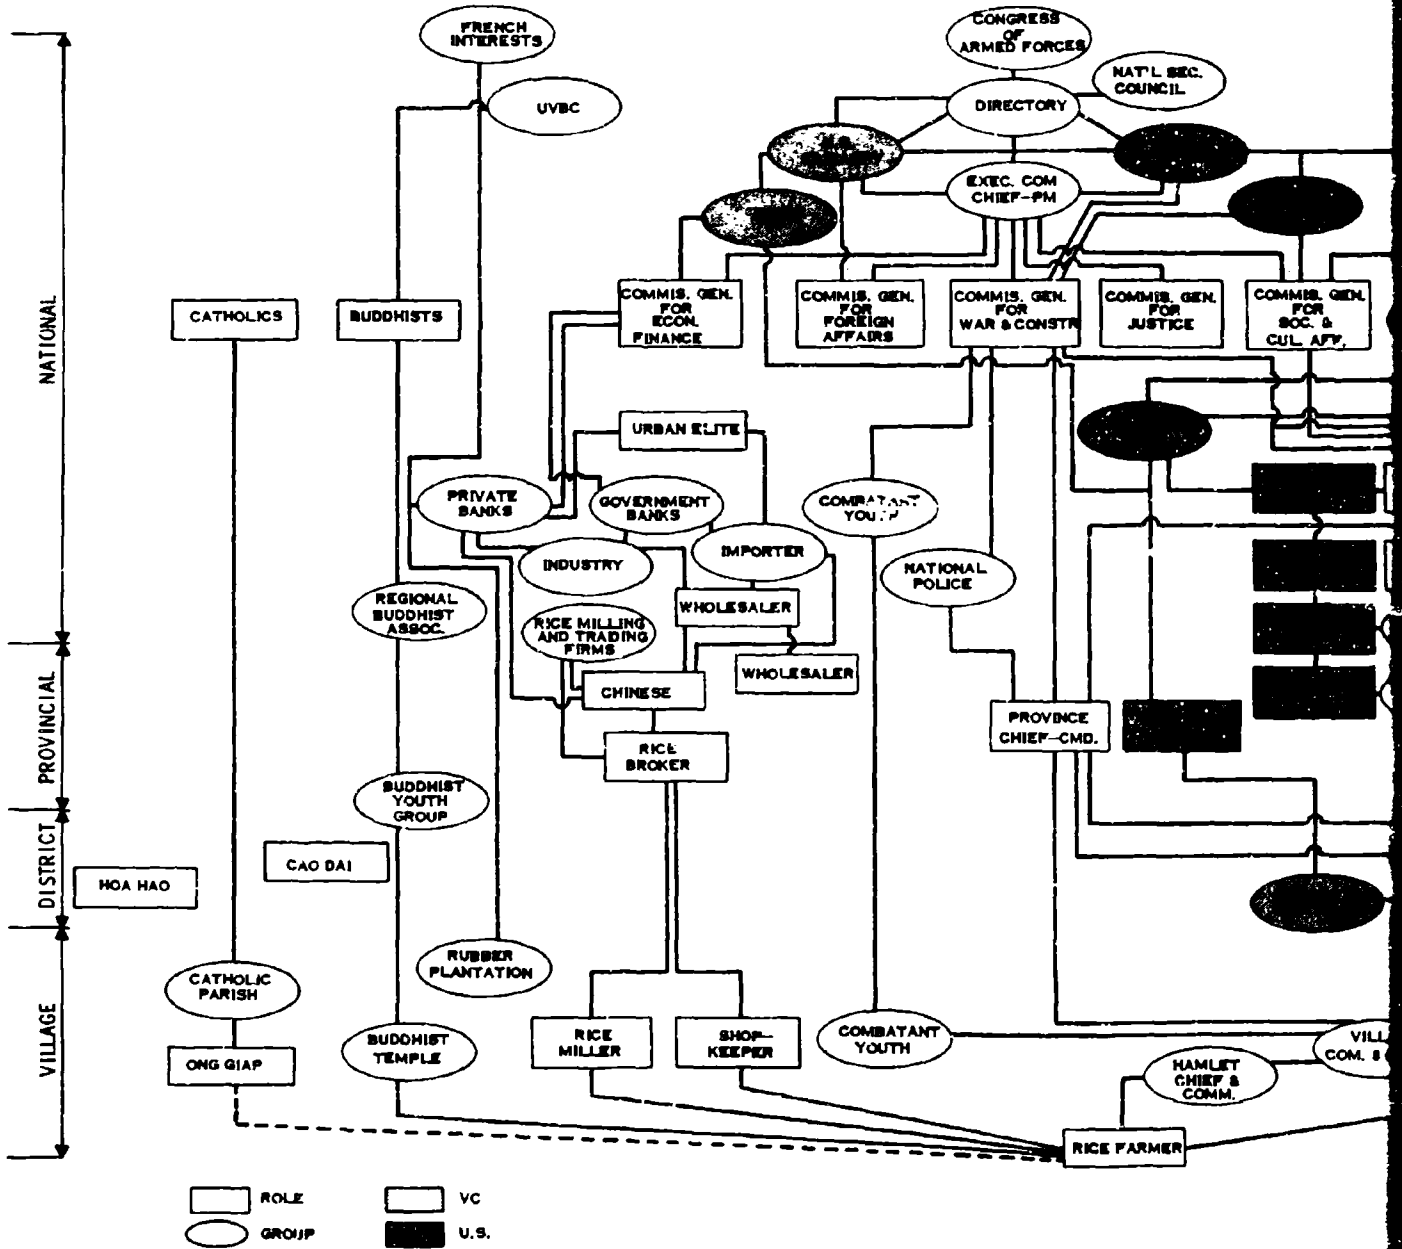 FRENCH
INTERESTS
CONGRESS
OF
ARMED FORCES
NAT'L SEC.
COUNCIL
UVBC
DIRECTORY
EXEC. COM
CHIEF-PM
NATIONAL
CATHOLICS
BUDDHISTS
COMMIS. GEN.
FOR
ECON.
FINANCE
COMMIS. GEN.
FOR
FOREIGN
AFFAIRS
COMMIS. GEN.
FOR
WAR & CONSTR
COMMIS. GEN.
FOR
JUSTICE
COMMIS. GEN.
FOR
SOC. &
CUL. AFF.
URBAN ELITE
PRIVATE
BANKS
GOVERNMENT
BANKS
COMBATANT
YOUTH
INDUSTRY
IMPORTER
NATIONAL
POLICE
REGIONAL
BUDDHIST
ASSOC.
RICE MILLING
AND TRADING
FIRMS
WHOLESALER
WHOLESALER
CHINESE
PROVINCIAL
PROVINCE
CHIEF-CMD.
RICE
BROKER
BUDDHIST
YOUTH
GROUP
DISTRICT
CAO DAI
HOA HAO
RUBBER
PLANTATION
CATHOLIC
PARISH
VILLAGE
RICE
MILLER
SHOP-
KEEPER
COMBATANT
YOUTH
BUDDHIST
TEMPLE
ONG GIAP
VILL
COM. &
HAMLET
CHIEF &
COMM.
RICE FARMER
ROLE
VC
GROUP
U.S.